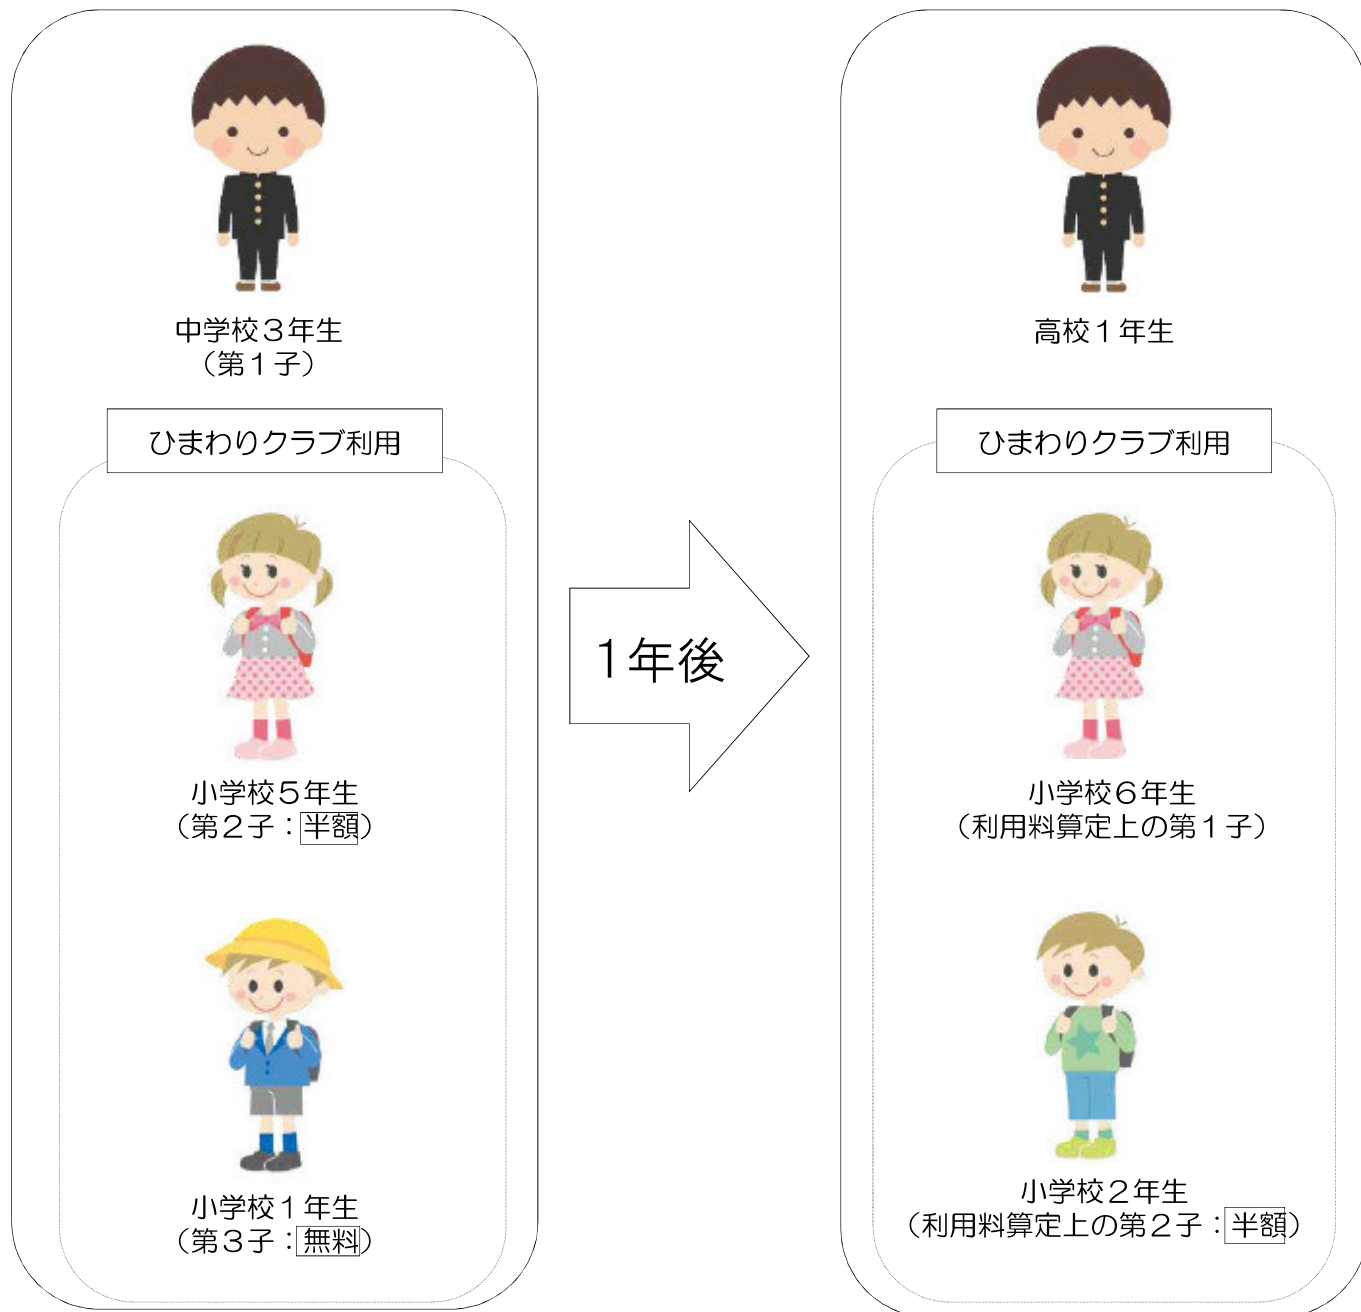 中学校３年生
（第１子）
ひまわりクラブ利用
小学校５年生
（第２子：半額）
小学校１年生
（第３子：無料）
1年後
高校１年生
ひまわりクラブ利用
小学校６年生
（利用料算定上の第１子）
小学校２年生
（利用料算定上の第２子：半額）